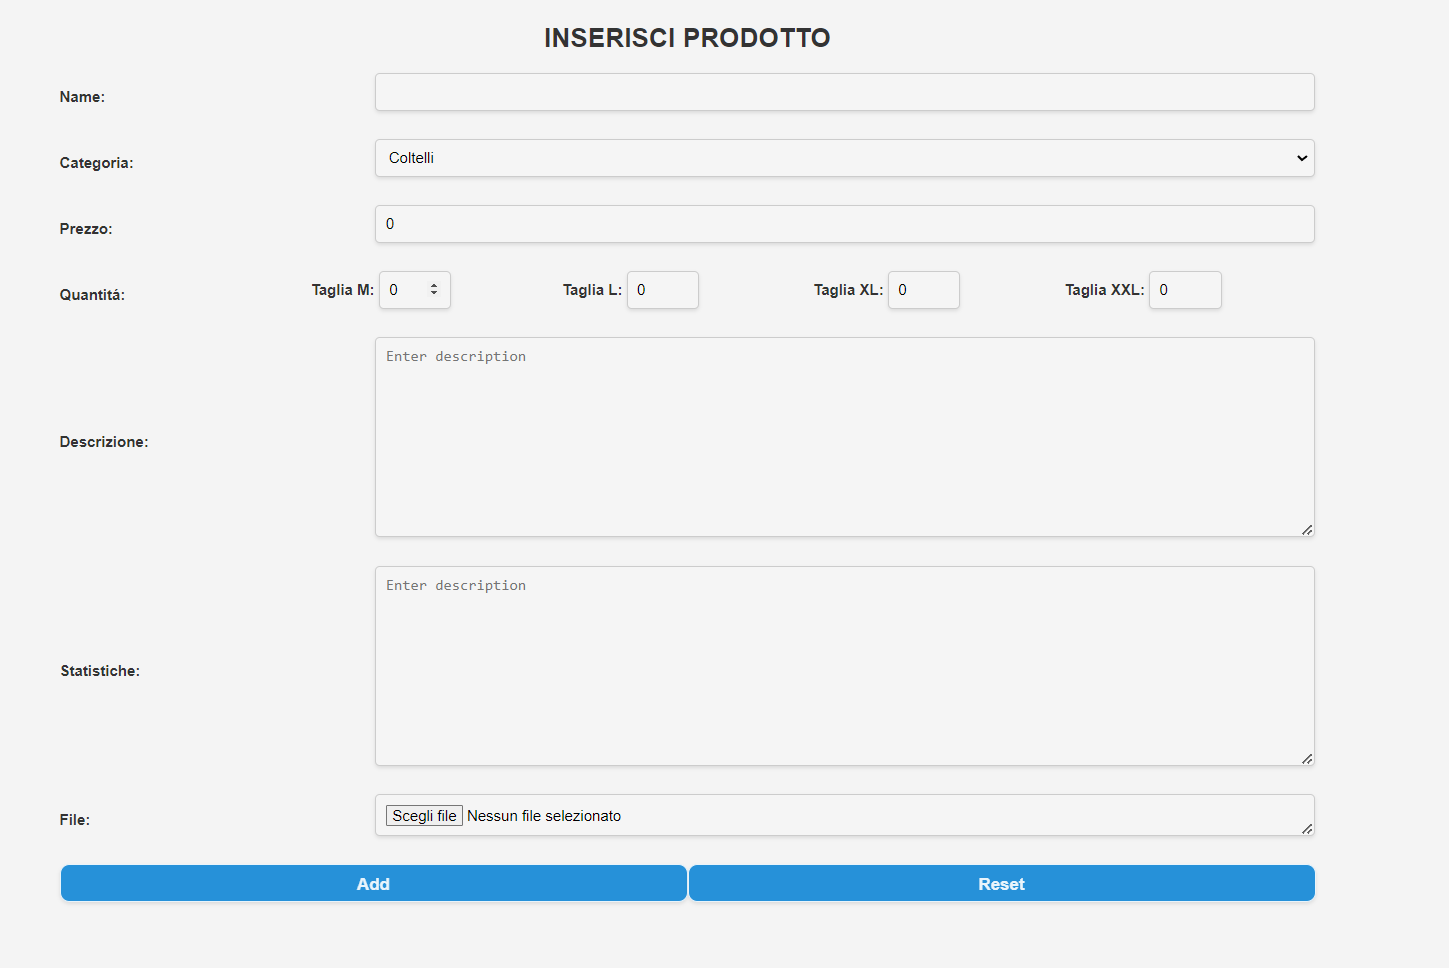 INSERISCI PRODOTTO
Name:
Categoria: Coltelli
Prezzo: 0
Quantitá: Taglia M: 0 Taglia L: 0 Taglia XL: 0 Taglia XXL: 0
Descrizione: Enter description
Statistiche: Enter description
File: Scegli file Nessun file selezionato
Add Reset